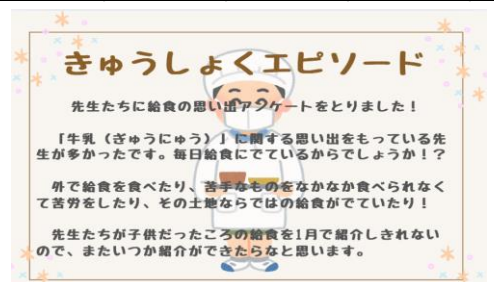 きゅうしょくエピソード
先生たちに給食の思い出アンケートをとりました！
「牛乳（ぎゅうにゅう）」に関する思い出をもっている先
生が多かったです。毎日給食にでているからでしょうか！？
外で給食を食べたり、苦手なものをなかなか食べられなく
て苦労をしたり、その土地ならではの給食がでていたり！
先生たちが子供だったころの給食を1月で紹介しきれない
ので、またいつか紹介ができたらなと思います。